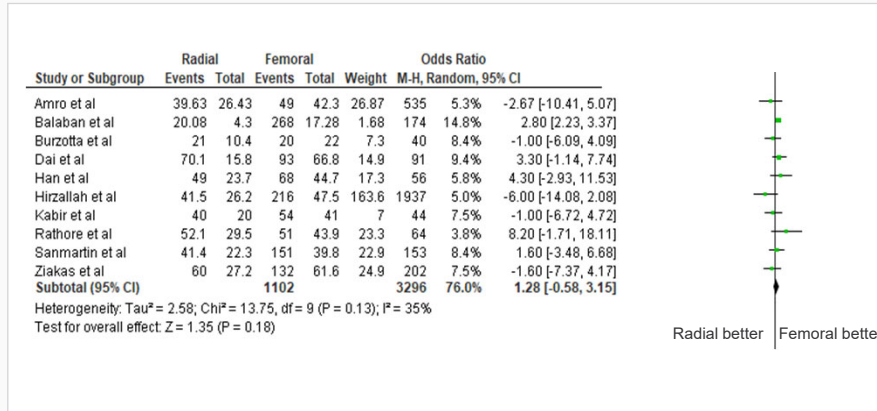 Radial Femoral Odds Ratio
Study or Subgroup Events Total Events Total Weight M-H, Random, 95% CI
Amro et al 39.63 26.43 49 42.3 26.87 535 5.3% -2.67 [-10.41, 5.07]
Balaban et al 20.08 4.3 268 17.28 1.68 174 14.8% 2.80 [2.23, 3.37]
Burzotta et al 21 10.4 20 22 7.3 40 8.4% -1.00 [-6.09, 4.09]
Dai et al 70.1 15.8 93 66.8 14.9 91 9.4% 3.30 [-1.14, 7.74]
Han et al 49 23.7 68 44.7 17.3 56 5.8% 4.30 [-2.93, 11.53]
Hirzallah et al 41.5 26.2 216 47.5 163.6 1937 6.0% -6.00 [-14.08, 2.08]
Kabir et al 40 20 54 41 7 44 7.5% -1.00 [-6.72, 4.72]
Rathore et al 52.1 29.5 51 43.9 23.3 64 3.8% 8.20 [-1.71, 18.11]
Sanmartin et al 41.4 22.3 151 39.8 22.9 153 8.4% 1.60 [-3.48, 6.68]
Ziakas et al 60 27.2 132 61.6 24.9 202 7.5% -1.60 [-7.37, 4.17]
Subtotal (95% CI) 1102 3296 76.0% 1.28 [-0.58, 3.15]
Heterogeneity: Tau² = 2.58; Chi² = 13.75, df = 9 (P = 0.13); I² = 35%
Test for overall effect: Z = 1.35 (P = 0.18)
Radial better Femoral bette